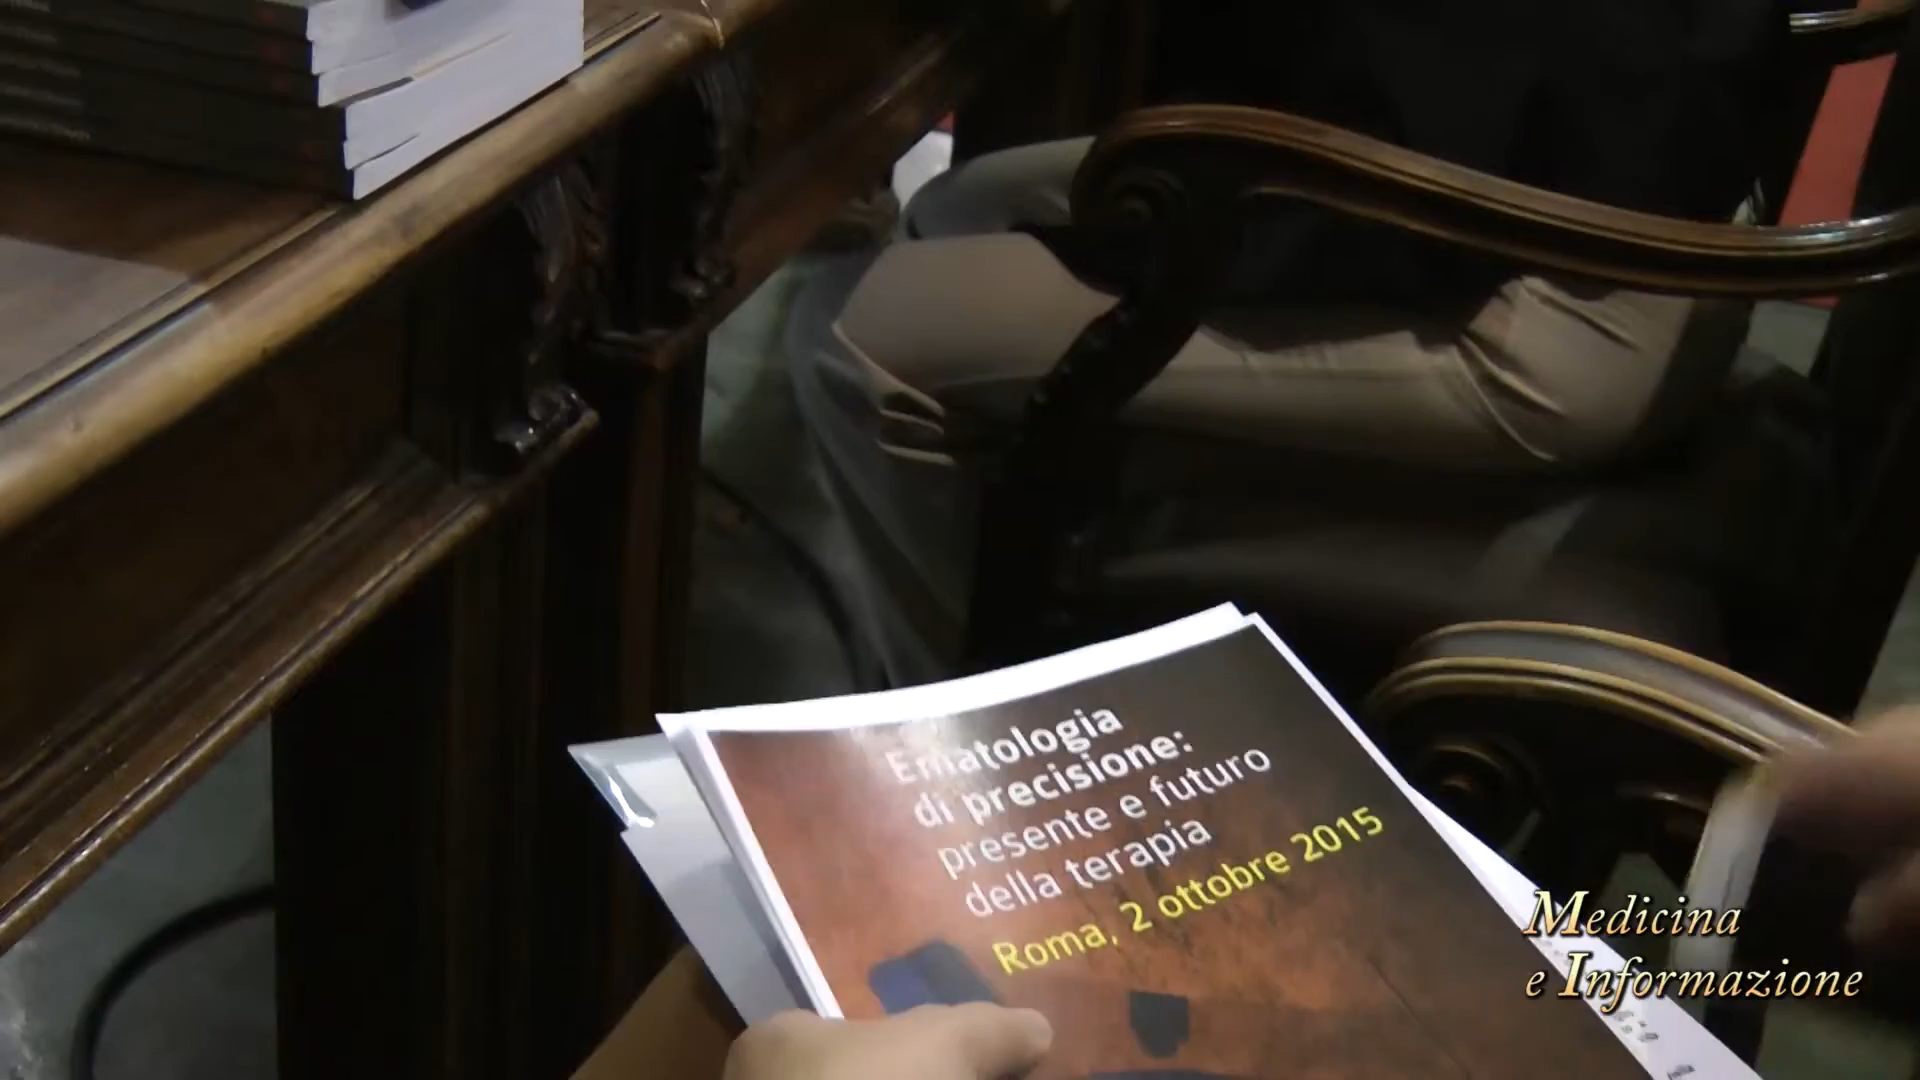 Ematologia
di precisione:
presente e futuro
della terapia
Roma, 2 ottobre 2015
Medicina
e Informazione